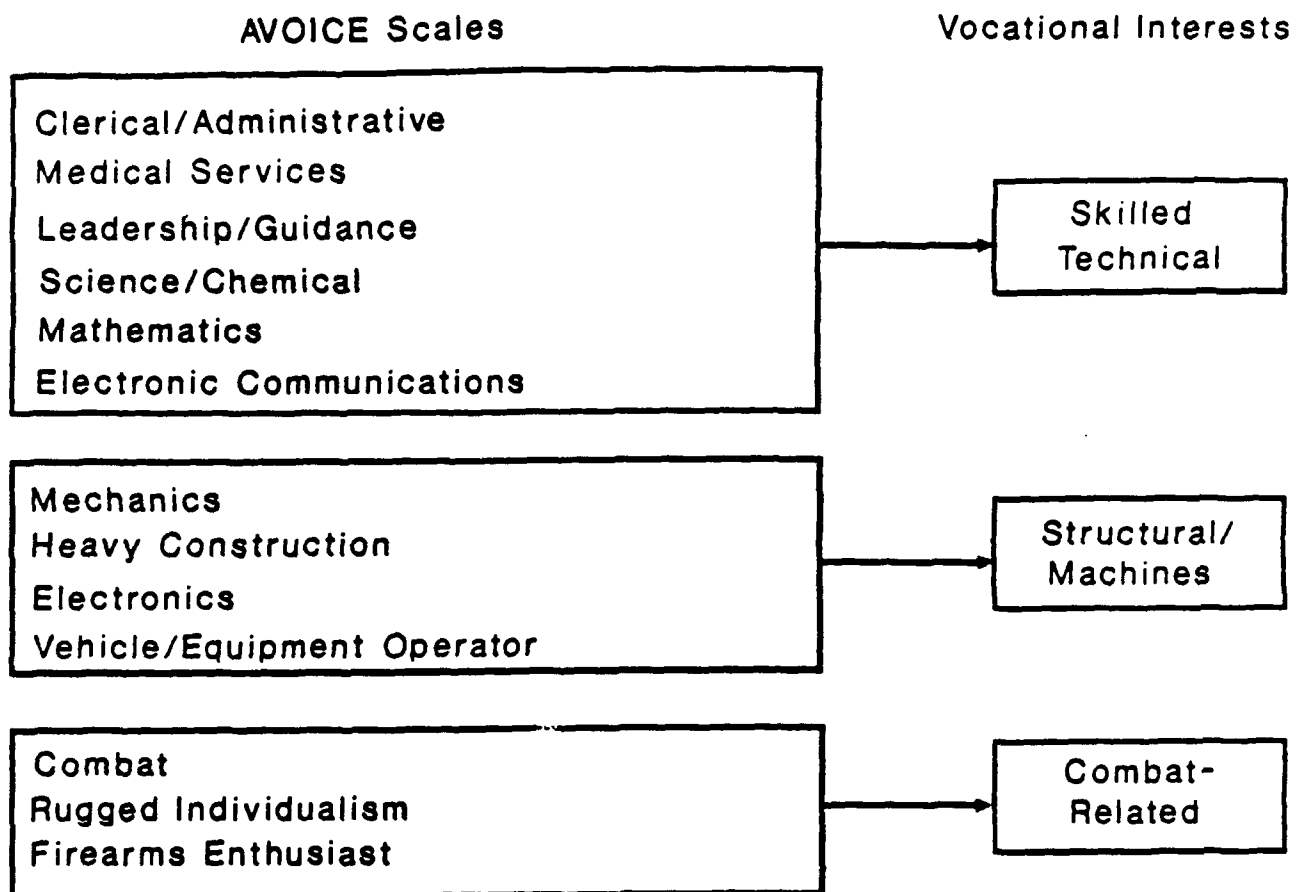 AVOICE Scales
Vocational Interests
Clerical/Administrative
Medical Services
Leadership/Guidance
Science/Chemical
Mathematics
Electronic Communications
Skilled
Technical
Mechanics
Heavy Construction
Electronics
Vehicle/Equipment Operator
Structural/
Machines
Combat
Rugged Individualism
Firearms Enthusiast
Combat-
Related